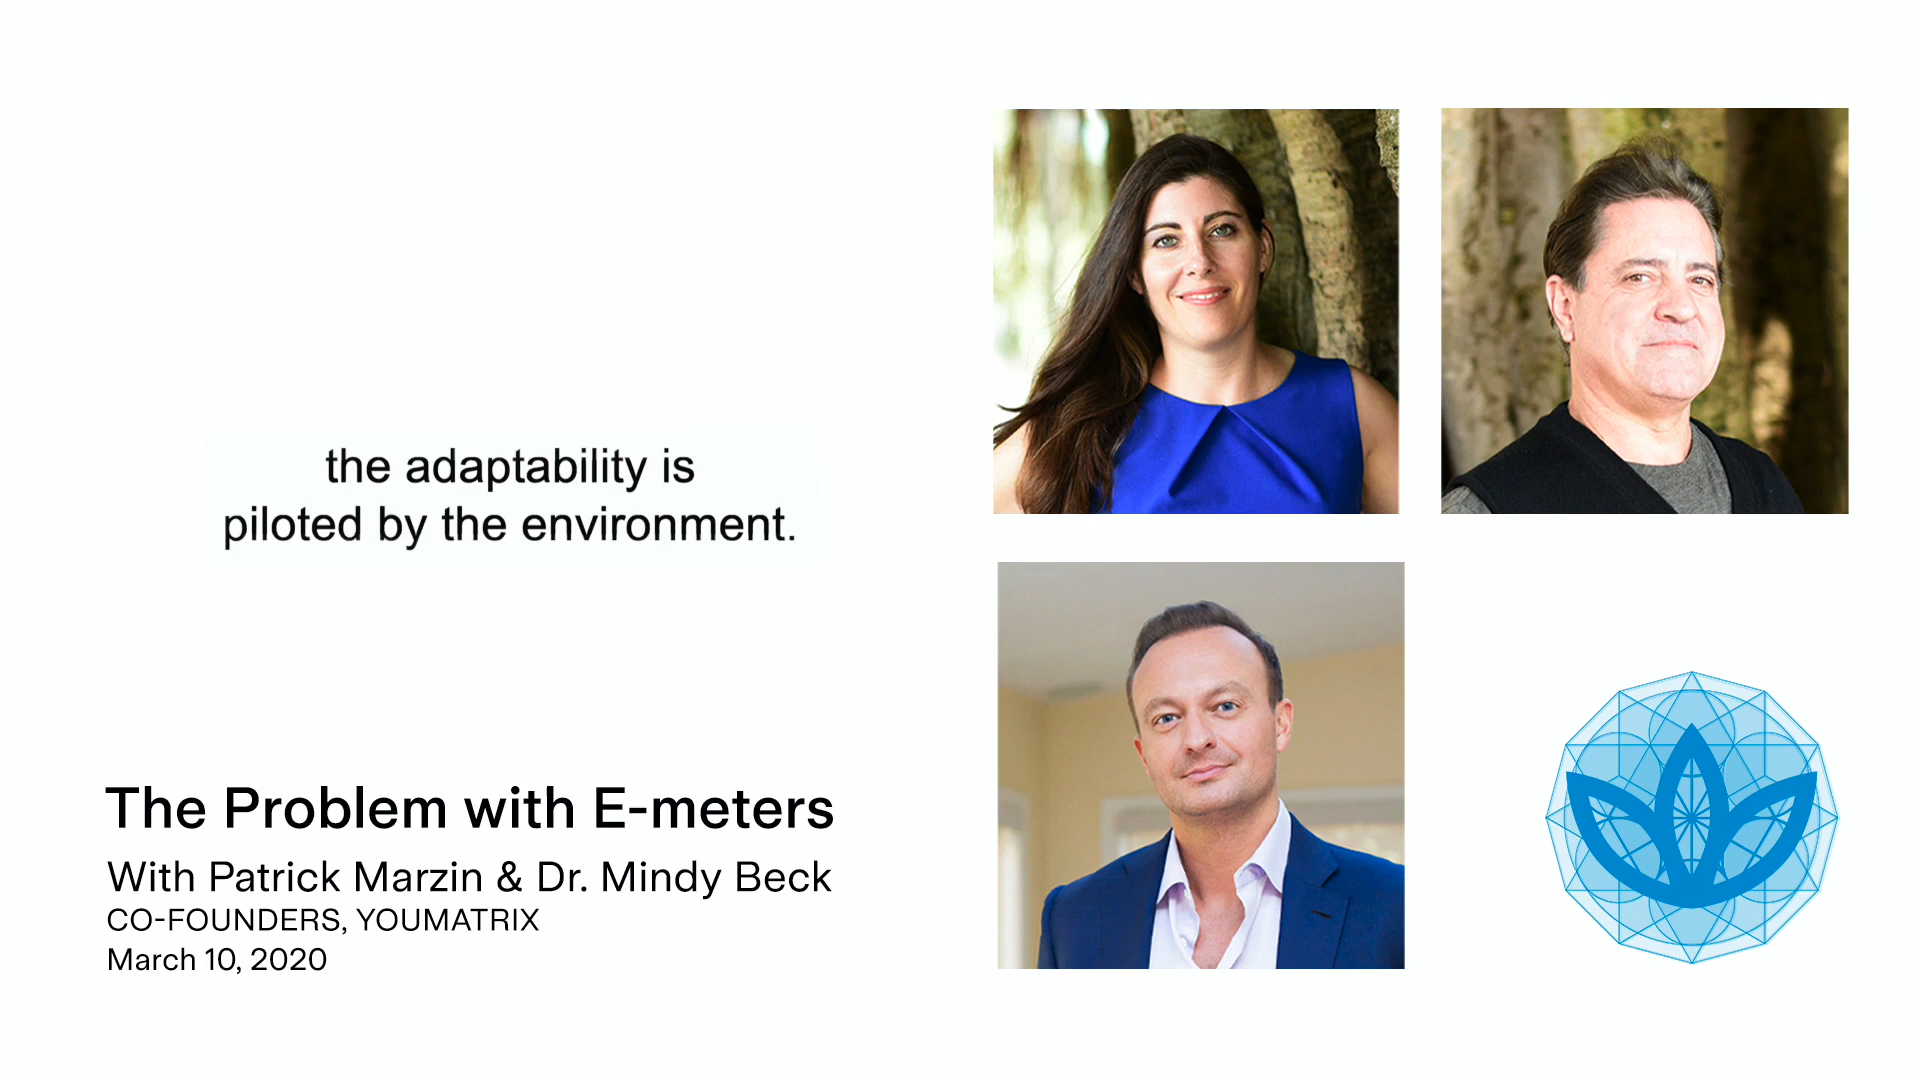 the adaptability is
piloted by the environment.
The Problem with E-meters
With Patrick Marzin & Dr. Mindy Beck
CO-FOUNDERS, YOUMATRIX
March 10, 2020